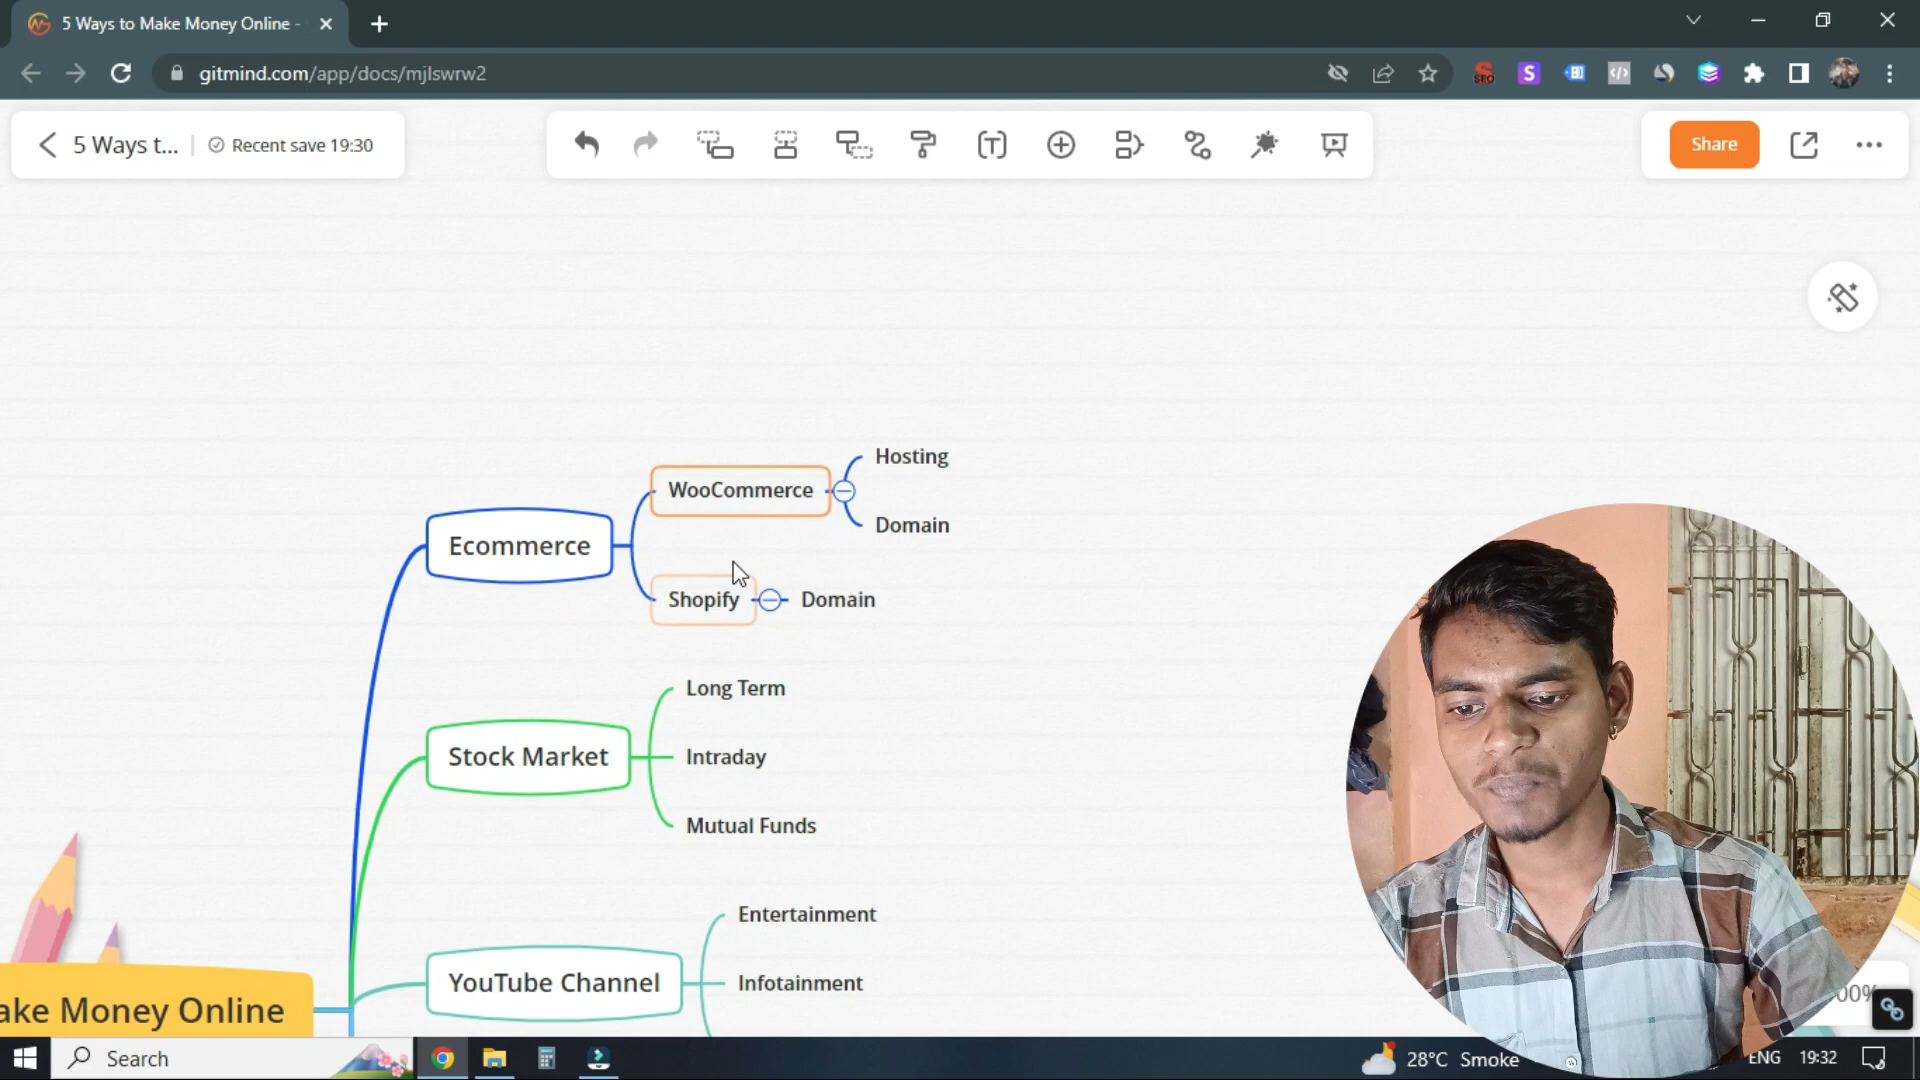 5 Ways to Make Money Online -
gitmind.com/app/docs/mjlswrw2
SEO
S
5 Ways t...
Recent save 19:30
Share
Hosting
WooCommerce
Domain
Ecommerce
Shopify
Domain
Long Term
Stock Market
Intraday
Mutual Funds
Entertainment
YouTube Channel
Infotainment
ake Money Online
00%
Search
28°C Smoke
ENG
19:32